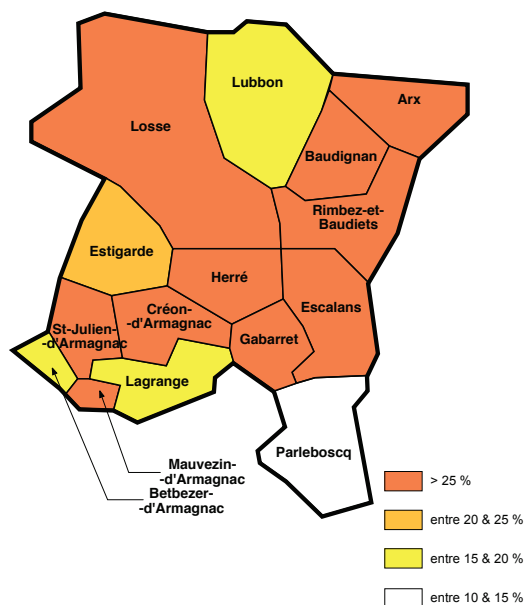 Lubbon
Arx
Losse
Baudignan
Rimbez-et-
Baudiets
Estigarde
Herré
Escalans
Créon-
-d'Armagnac
St-Julien-
-d'Armagnac
Gabarret
Lagrange
Parleboscq
Mauvezin-
-d'Armagnac
Betbezer-
-d'Armagnac
> 25 %
entre 20 & 25 %
entre 15 & 20 %
entre 10 & 15 %